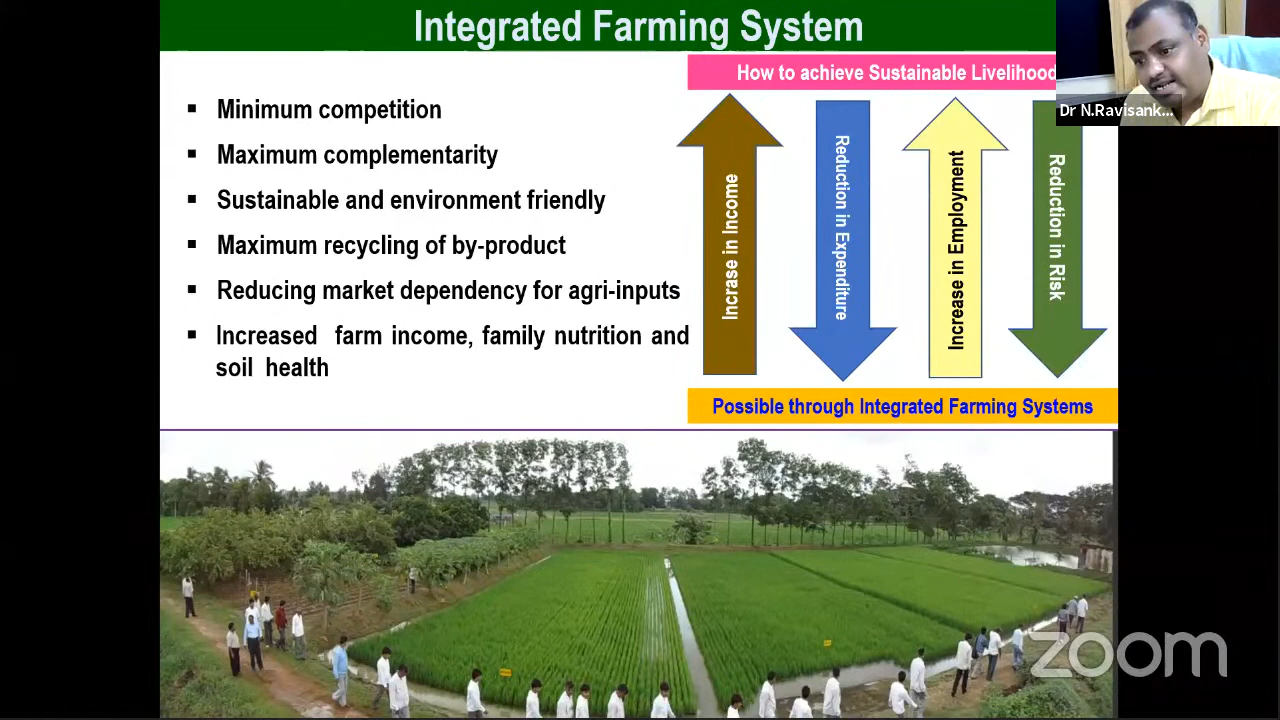 Integrated Farming System
How to achieve Sustainable Livelihood
Dr N.Ravisank...
▪ Minimum competition
▪ Maximum complementarity
▪ Sustainable and environment friendly
▪ Maximum recycling of by-product
▪ Reducing market dependency for agri-inputs
▪ Increased farm income, family nutrition and
soil health
Incrase in Income
Reduction in Expenditure
Increase in Employment
Reduction in Risk
Possible through Integrated Farming Systems
zoom